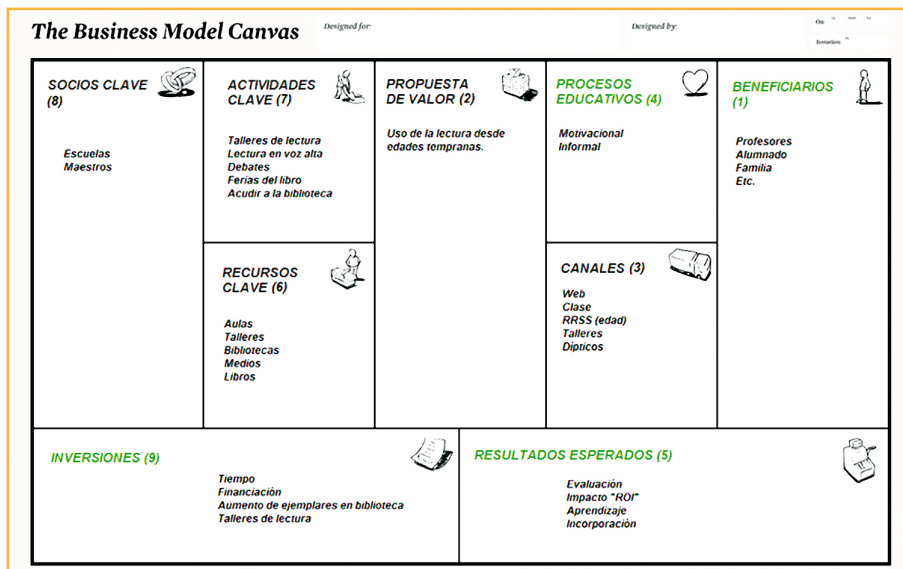 The Business Model Canvas
Designed for:
Designed by:
On:
Iteration:
SOCIOS CLAVE
(8)
Escuelas
Maestros
ACTIVIDADES
CLAVE (7)
Talleres de lectura
Lectura en voz alta
Debates
Ferias del libro
Acudir a la biblioteca
RECURSOS
CLAVE (6)
Aulas
Talleres
Bibliotecas
Medios
Libros
PROPUESTA
DE VALOR (2)
Uso de la lectura desde
edades tempranas.
PROCESOS
EDUCATIVOS (4)
Motivacional
Informal
CANALES (3)
Web
Clase
RRSS (edad)
Talleres
Dípticos
BENEFICIARIOS
(1)
Profesores
Alumnado
Familia
Etc.
INVERSIONES (9)
Tiempo
Financiación
Aumento de ejemplares en biblioteca
Talleres de lectura
RESULTADOS ESPERADOS (5)
Evaluación
Impacto "ROI"
Aprendizaje
Incorporación